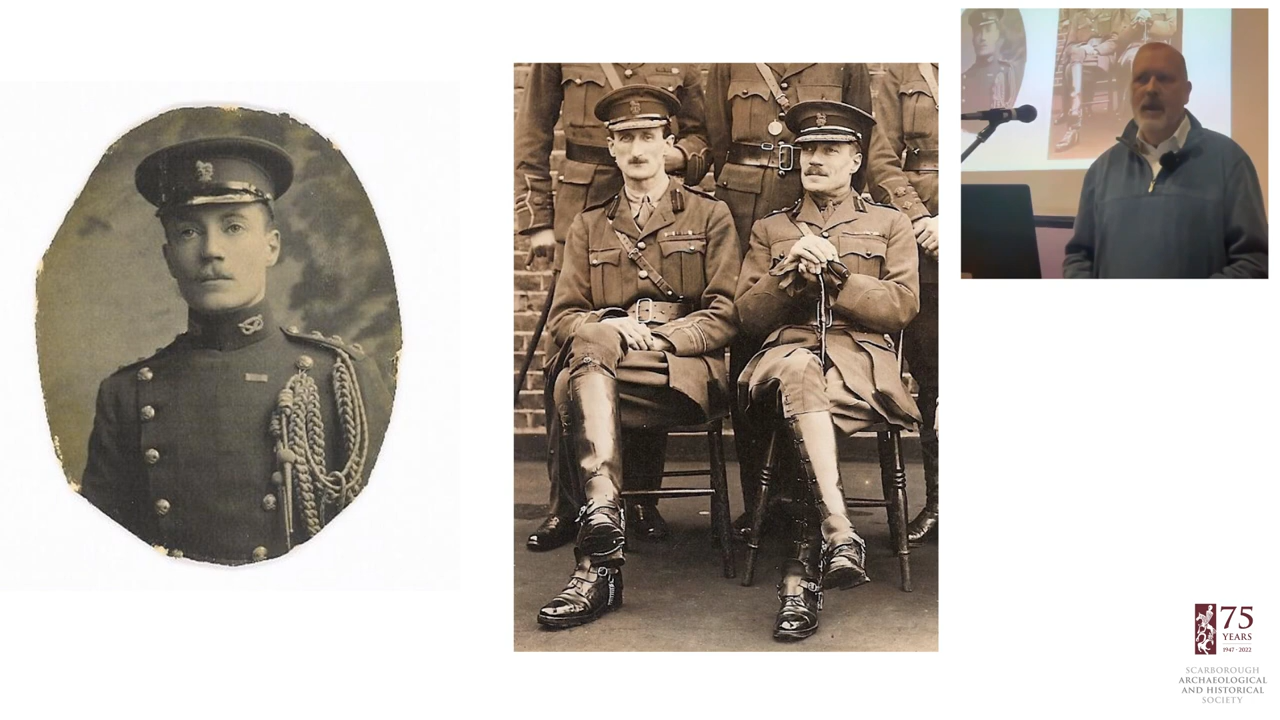 75
YEARS
1947 - 2022
SCARBOROUGH
ARCHAEOLOGICAL
AND HISTORICAL
SOCIETY